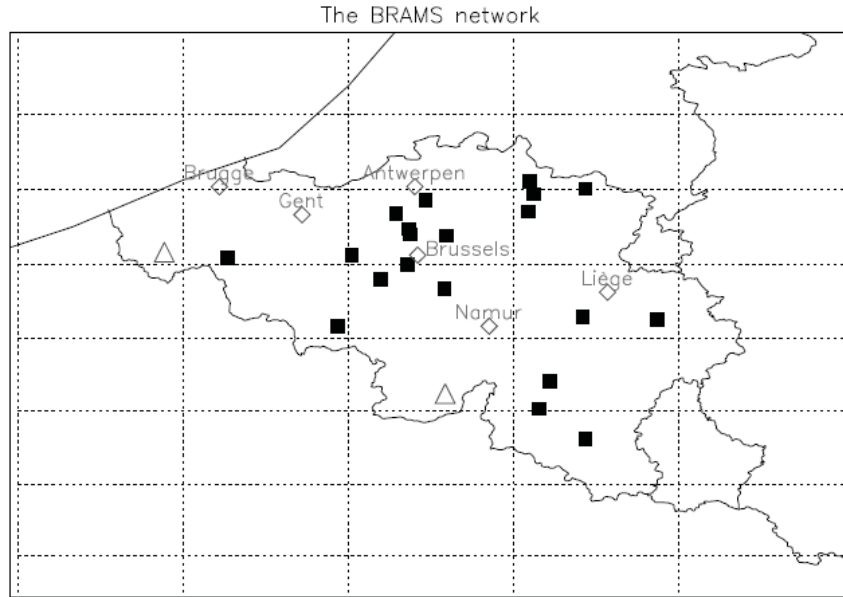 The BRAMS network
Brugge
Antwerpen
Gent
Brussels
Liège
Namur